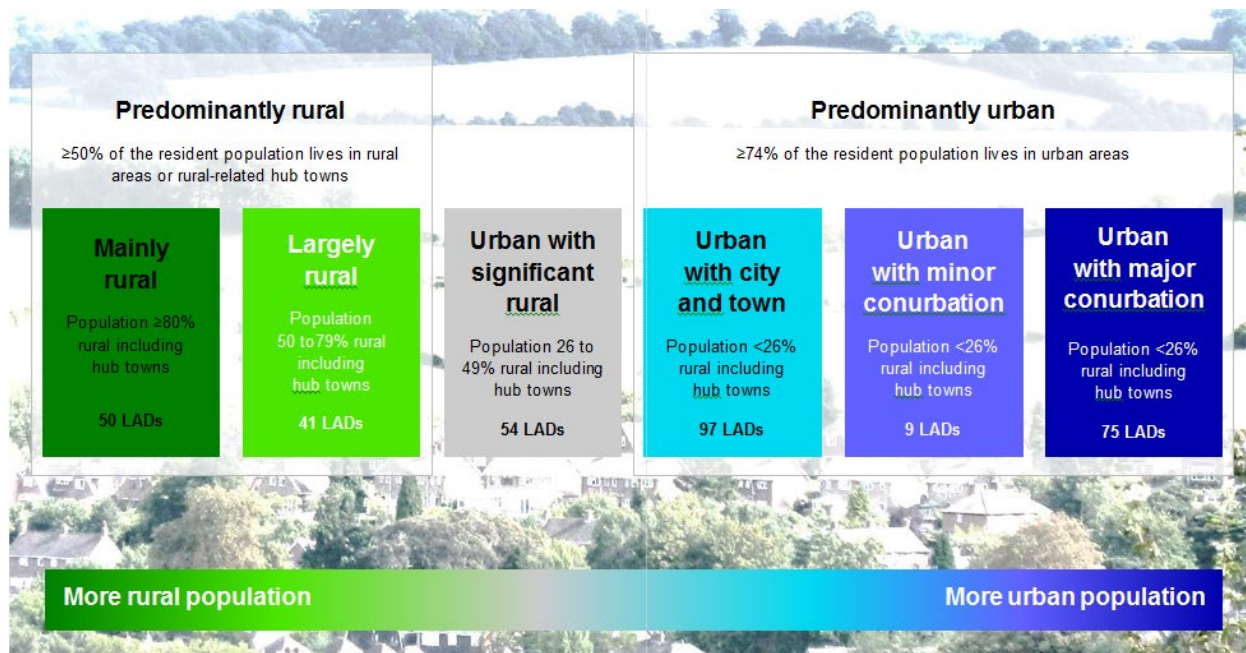 Predominantly rural
≥50% of the resident population lives in rural
areas or rural-related hub towns
Predominantly urban
≥74% of the resident population lives in urban areas
Mainly
rural
Population ≥80%
rural including
hub towns
50 LADs
Largely
rural
Population
50 to79% rural
including
hub towns
41 LADs
Urban with
significant
rural
Population 26 to
49% rural including
hub towns
54 LADs
Urban
with city
and town
Population <26%
rural including
hub towns
97 LADs
Urban
with minor
conurbation
Population <26%
rural including
hub towns
9 LADs
Urban
with major
conurbation
Population <26%
rural including
hub towns
75 LADs
More rural population
More urban population